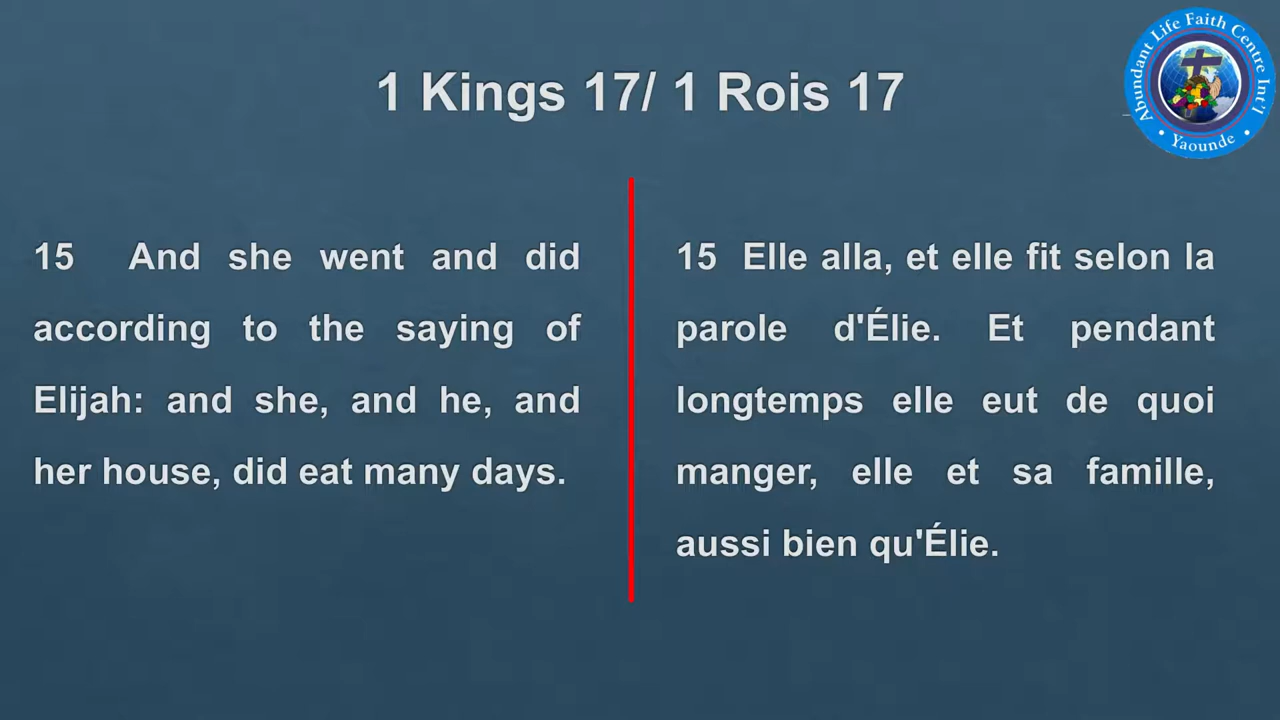 1 Kings 17/ 1 Rois 17
Abundant Life Faith Centre Int'l
• Yaounde •
15 And she went and did
according to the saying of
Elijah: and she, and he, and
her house, did eat many days.
15 Elle alla, et elle fit selon la
parole d'Élie. Et pendant
longtemps elle eut de quoi
manger, elle et sa famille,
aussi bien qu'Élie.